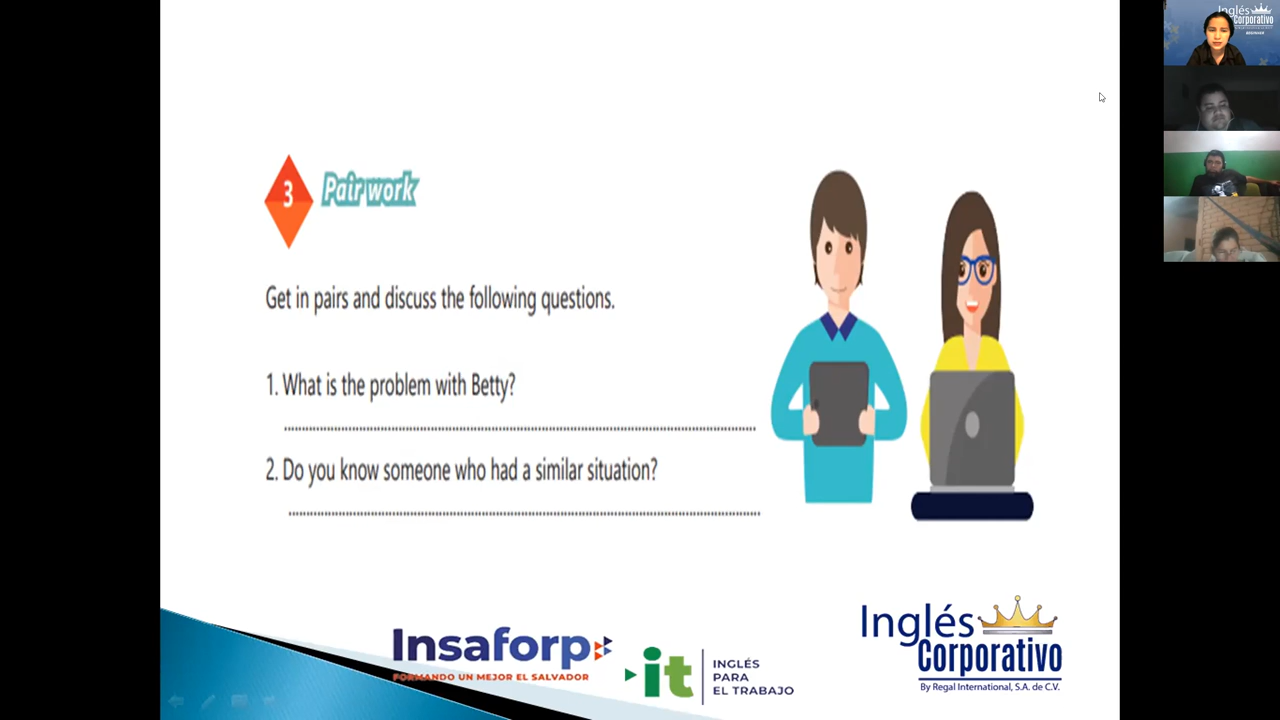 3
Pair work
Get in pairs and discuss the following questions.
1. What is the problem with Betty?
2. Do you know someone who had a similar situation?
Insaforp
FORMANDO UN MEJOR EL SALVADOR
it
INGLÉS
PARA
EL TRABAJO
Inglés
Corporativo
By Regal International, S.A. de C.V.
Inglés
Corporativo
BEGINNER